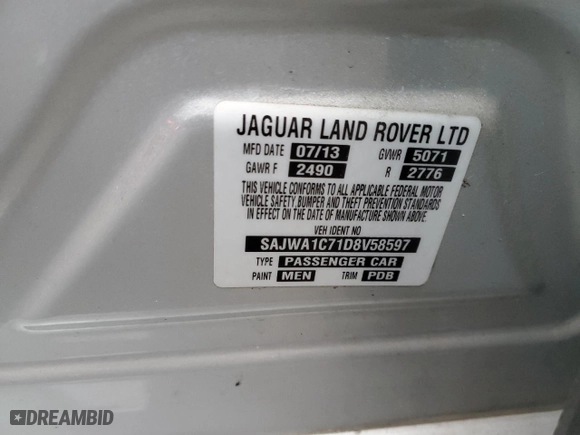 JAGUAR LAND ROVER LTD
MFD DATE 07/13 GVWR 5071
GAWR F 2490 R 2776
THIS VEHICLE CONFORMS TO ALL APPLICABLE FEDERAL MOTOR
VEHICLE SAFETY, BUMPER AND THEFT PREVENTION STANDARDS
IN EFFECT ON THE DATE OF MANUFACTURE SHOWN ABOVE.
VEH IDENT NO
SAJWA1C71D8V58597
TYPE PASSENGER CAR
PAINT MEN TRIM PDB
DREAMBID